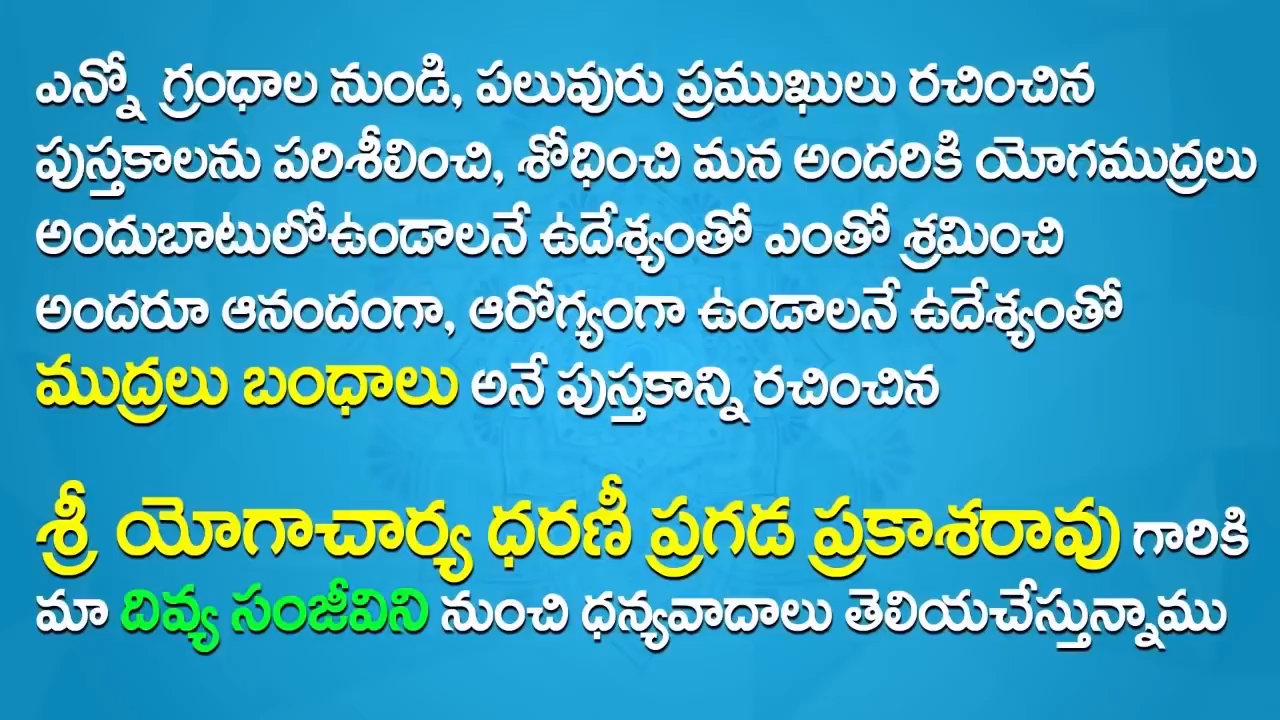 ఎన్నో గ్రంధాల నుండి, పలువురు ప్రముఖులు రచించిన
పుస్తకాలను పరిశీలించి, శోధించి మన అందరికి యోగముద్రలు
అందుబాటులోఉండాలనే ఉదేశ్యంతో ఎంతో శ్రమించి
అందరూ ఆనందంగా, ఆరోగ్యంగా ఉండాలనే ఉదేశ్యంతో
ముద్రలు బంధాలు అనే పుస్తకాన్ని రచించిన
శ్రీ యోగాచార్య ధరణీ ప్రగడ ప్రకాశరావు గారికి
మా దివ్య సంజీవిని నుంచి ధన్యవాదాలు తెలియచేస్తున్నాము